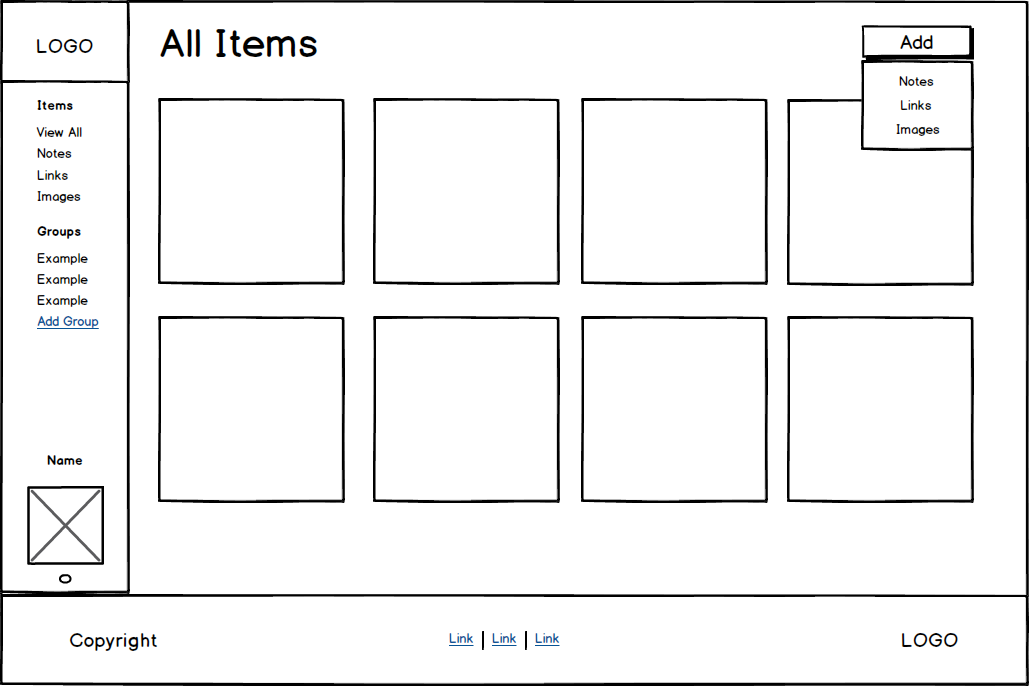 LOGO
All Items
Add
Notes
Links
Images
Items
View All
Notes
Links
Images
Groups
Example
Example
Example
Add Group
Name
Copyright
Link | Link | Link
LOGO